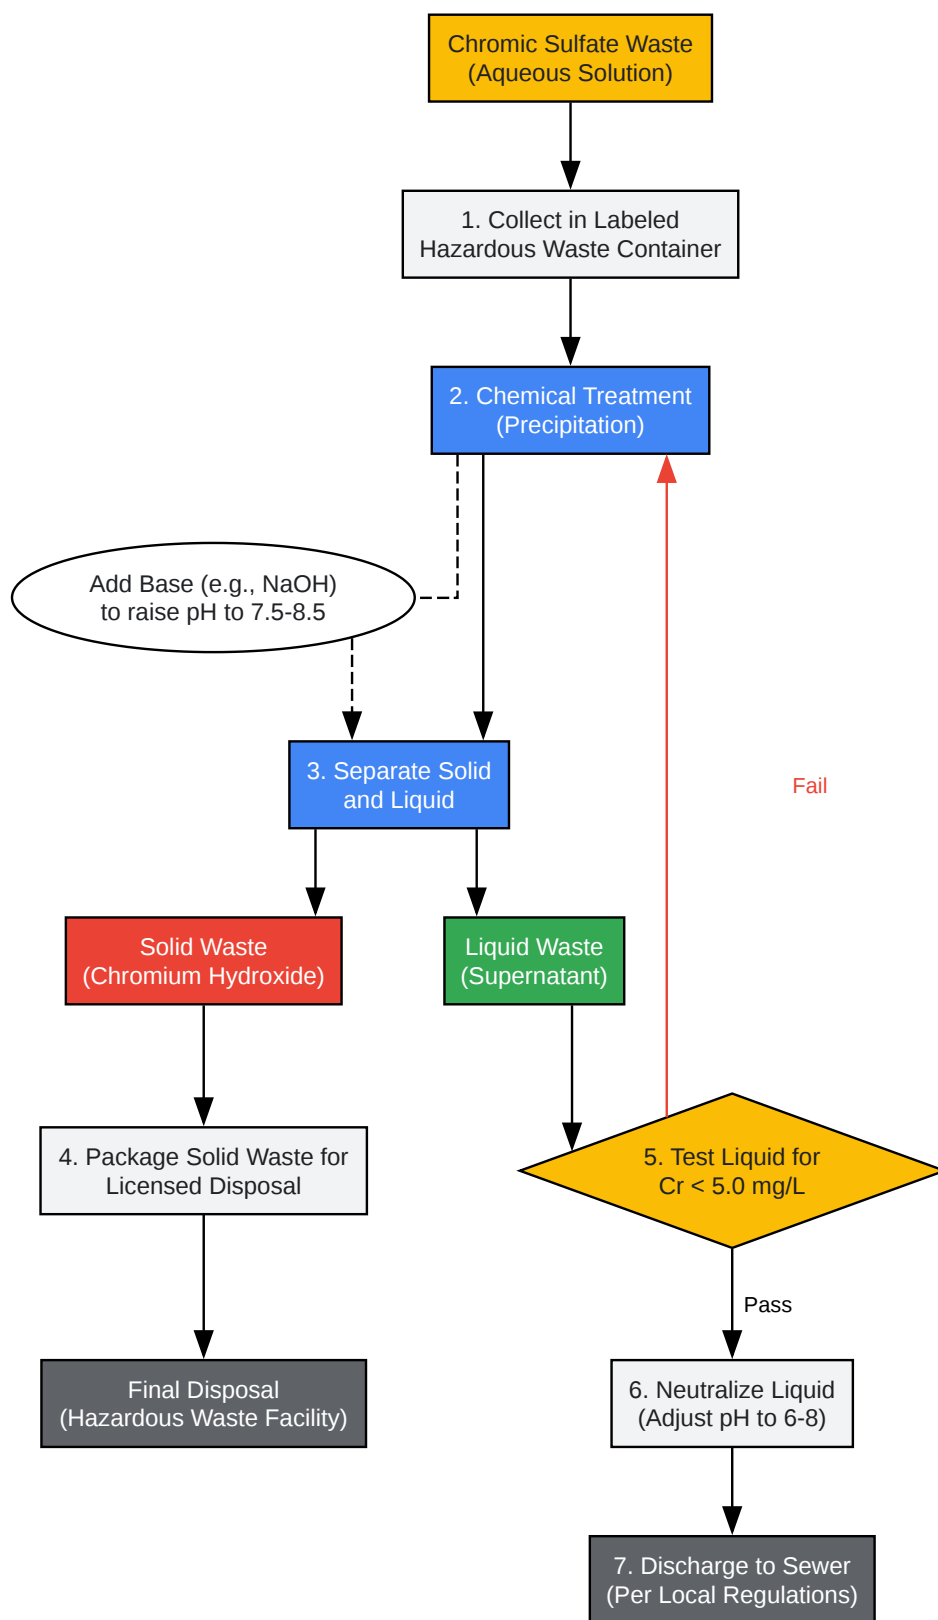 Chromic Sulfate Waste
(Aqueous Solution)
1. Collect in Labeled
Hazardous Waste Container
2. Chemical Treatment
(Precipitation)
Add Base (e.g., NaOH)
to raise pH to 7.5-8.5
3. Separate Solid
and Liquid
Fail
Solid Waste
(Chromium Hydroxide)
Liquid Waste
(Supernatant)
4. Package Solid Waste for
Licensed Disposal
5. Test Liquid for
Cr < 5.0 mg/L
Pass
Final Disposal
(Hazardous Waste Facility)
6. Neutralize Liquid
(Adjust pH to 6-8)
7. Discharge to Sewer
(Per Local Regulations)